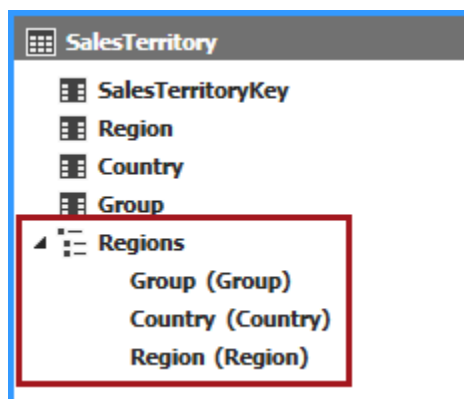 SalesTerritory
SalesTerritoryKey
Region
Country
Group
Regions
Group (Group)
Country (Country)
Region (Region)